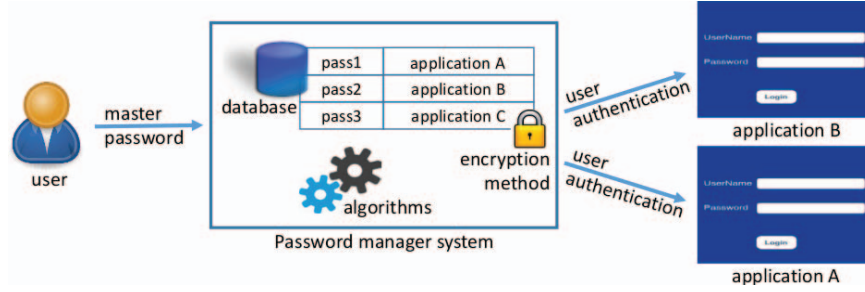 user
master
password
database
pass1 application A
pass2 application B
pass3 application C
encryption
method
algorithms
Password manager system
user
authentication
user
authentication
UserName
Password
Login
application B
UserName
Password
Login
application A